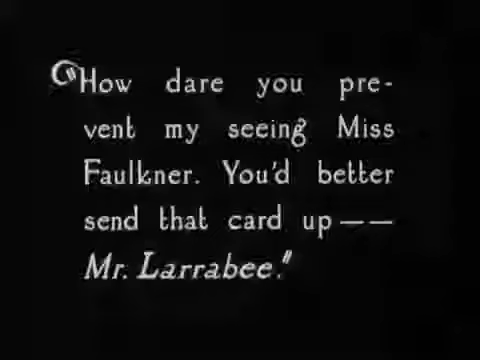 "How dare you pre-
vent my seeing Miss
Faulkner. You'd better
send that card up——
Mr. Larrabee."